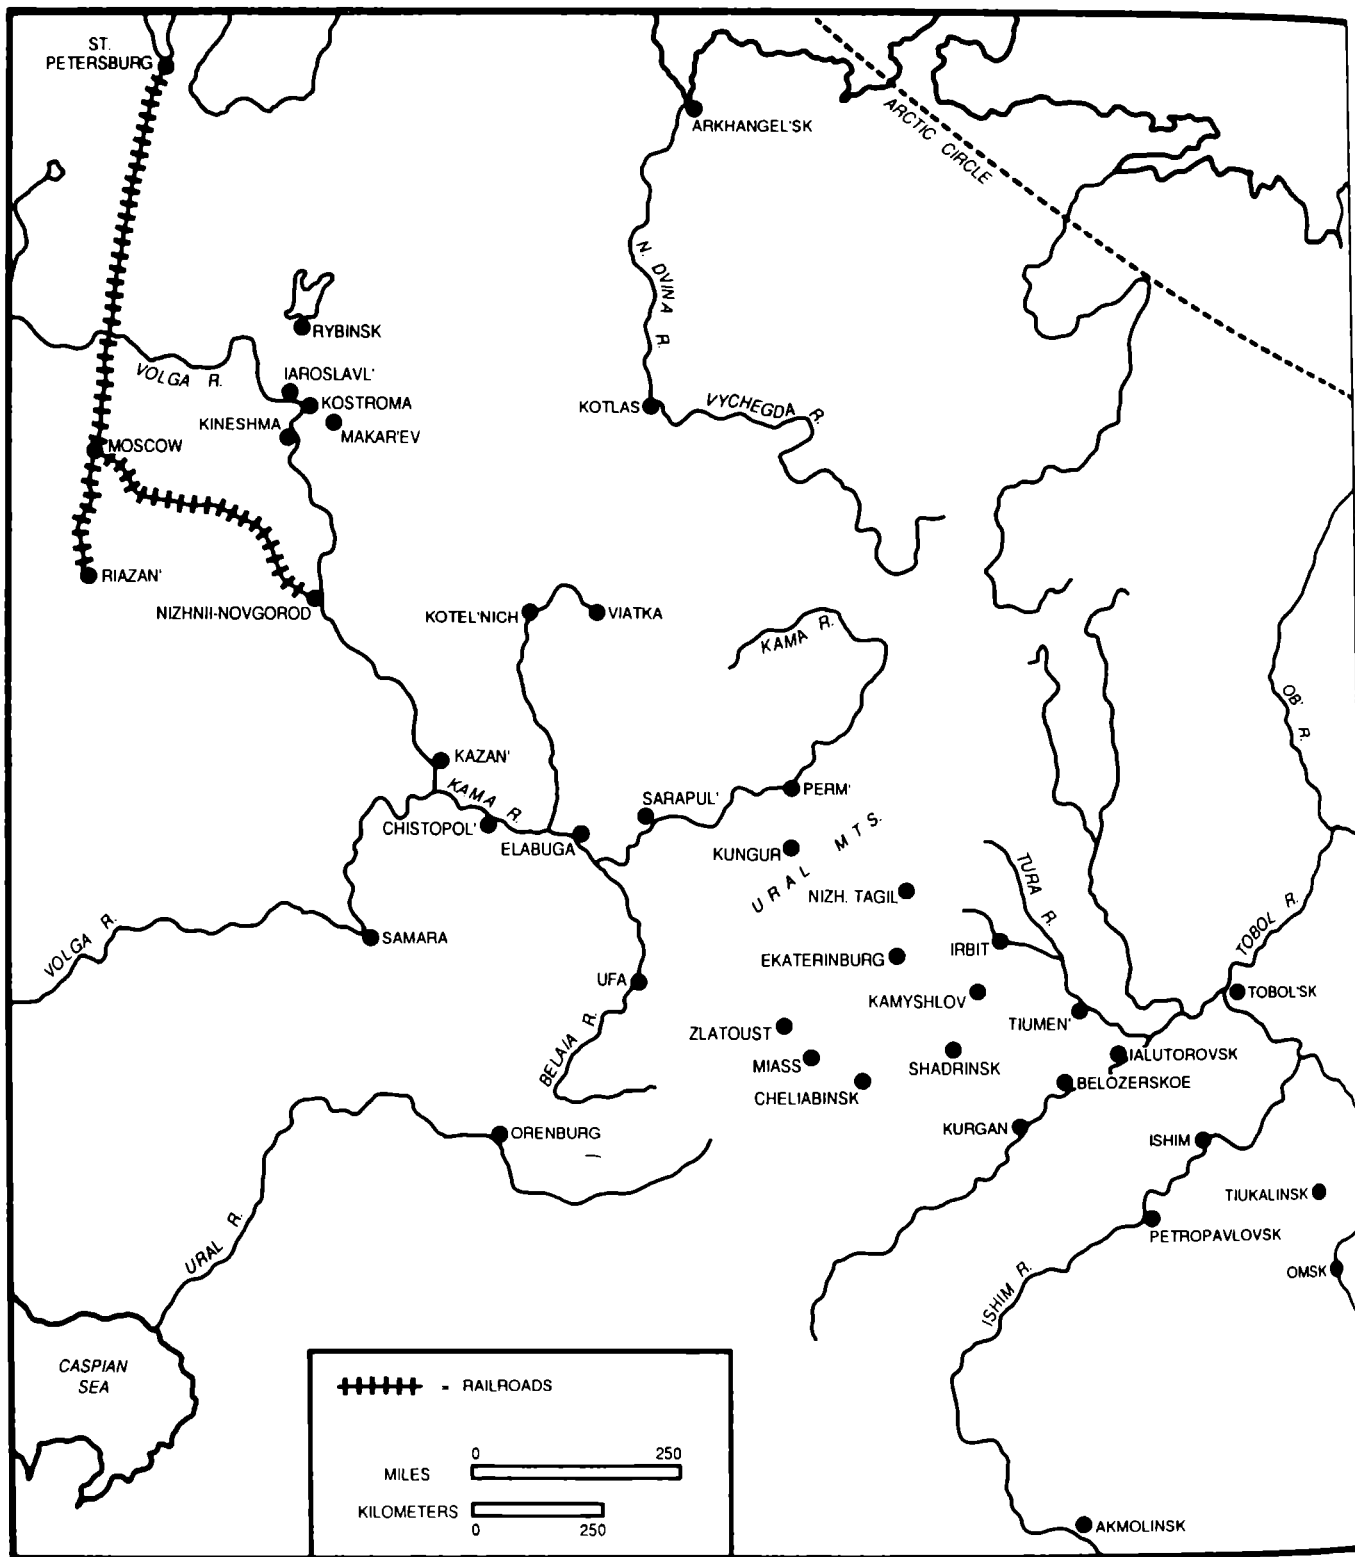 ST.
PETERSBURG
ARKHANGEL'SK
ARCTIC CIRCLE
N. DVINA R.
RYBINSK
VOLGA R.
IAROSLAVL'
KOSTROMA
KINESHMA
MAKAR'EV
KOTLAS
VYCHEGDA R.
MOSCOW
RIAZAN'
NIZHNII-NOVGOROD
KOTEL'NICH
VIATKA
KAMA R.
OB' R.
KAZAN'
KAMA R.
SARAPUL'
PERM'
CHISTOPOL'
ELABUGA
KUNGUR
URAL MTS.
TURA R.
NIZH. TAGIL
VOLGA R.
SAMARA
IRBIT
TOBOL R.
EKATERINBURG
UFA
KAMYSHLOV
TOBOL'SK
TIUMEN'
ZLATOUST
BELAIA R.
MIASS
SHADRINSK
IALUTOROVSK
CHELIABINSK
BELOZERSKOE
ORENBURG
KURGAN
ISHIM
TIUKALINSK
URAL R.
PETROPAVLOVSK
OMSK
ISHIM R.
CASPIAN
SEA
= RAILROADS
0 250
MILES
KILOMETERS
0 250
AKMOLINSK